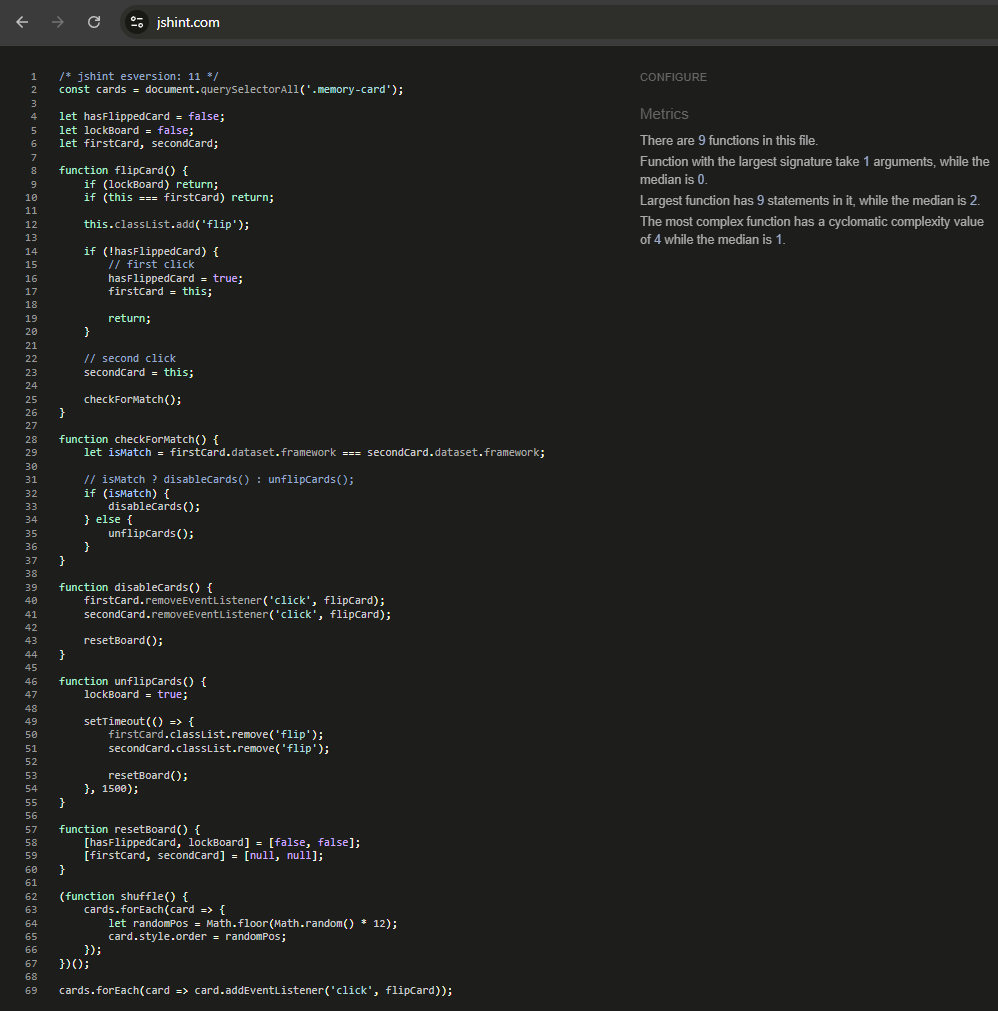 jshint.com
1 /* jshint esversion: 11 */
2 const cards = document.querySelectorAll('.memory-card');
3
4 let hasFlippedCard = false;
5 let lockBoard = false;
6 let firstCard, secondCard;
7
8 function flipCard() {
9     if (lockBoard) return;
10     if (this === firstCard) return;
11
12     this.classList.add('flip');
13
14     if (!hasFlippedCard) {
15         // first click
16         hasFlippedCard = true;
17         firstCard = this;
18
19         return;
20     }
21
22     // second click
23     secondCard = this;
24
25     checkForMatch();
26 }
27
28 function checkForMatch() {
29     let isMatch = firstCard.dataset.framework === secondCard.dataset.framework;
30
31     // isMatch ? disableCards() : unflipCards();
32     if (isMatch) {
33         disableCards();
34     } else {
35         unflipCards();
36     }
37 }
38
39 function disableCards() {
40     firstCard.removeEventListener('click', flipCard);
41     secondCard.removeEventListener('click', flipCard);
42
43     resetBoard();
44 }
45
46 function unflipCards() {
47     lockBoard = true;
48
49     setTimeout(() => {
50         firstCard.classList.remove('flip');
51         secondCard.classList.remove('flip');
52
53         resetBoard();
54     }, 1500);
55 }
56
57 function resetBoard() {
58     [hasFlippedCard, lockBoard] = [false, false];
59     [firstCard, secondCard] = [null, null];
60 }
61
62 (function shuffle() {
63     cards.forEach(card => {
64         let randomPos = Math.floor(Math.random() * 12);
65         card.style.order = randomPos;
66     });
67 })();
68
69 cards.forEach(card => card.addEventListener('click', flipCard));
CONFIGURE
Metrics
There are 9 functions in this file.
Function with the largest signature take 1 arguments, while the
median is 0.
Largest function has 9 statements in it, while the median is 2.
The most complex function has a cyclomatic complexity value
of 4 while the median is 1.